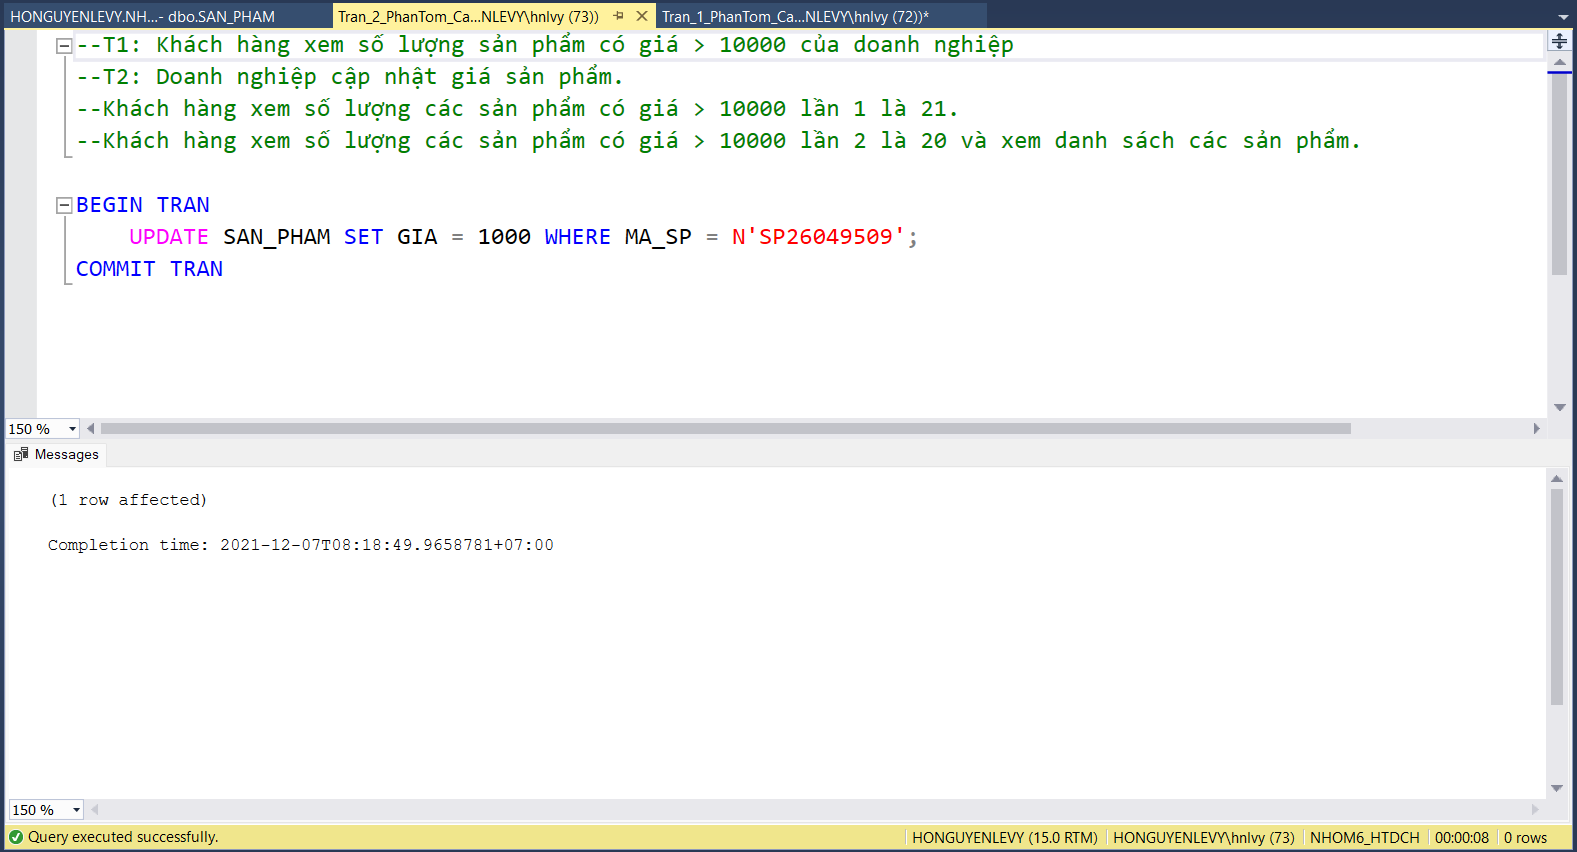 HONGUYENLEVY.NH...- dbo.SAN_PHAM
Tran_2_PhanTom_Ca...NLEVY\hnlvy (73))
Tran_1_PhanTom_Ca...NLEVY\hnlvy (72))*
--T1: Khách hàng xem số lượng sản phẩm có giá > 10000 của doanh nghiệp
--T2: Doanh nghiệp cập nhật giá sản phẩm.
--Khách hàng xem số lượng các sản phẩm có giá > 10000 lần 1 là 21.
--Khách hàng xem số lượng các sản phẩm có giá > 10000 lần 2 là 20 và xem danh sách các sản phẩm.
BEGIN TRAN
UPDATE SAN_PHAM SET GIA = 1000 WHERE MA_SP = N'SP26049509';
COMMIT TRAN
150 %
Messages
(1 row affected)
Completion time: 2021-12-07T08:18:49.9658781+07:00
150 %
Query executed successfully.
HONGUYENLEVY (15.0 RTM)
HONGUYENLEVY\hnlvy (73)
NHOM6_HTDCH
00:00:08
0 rows